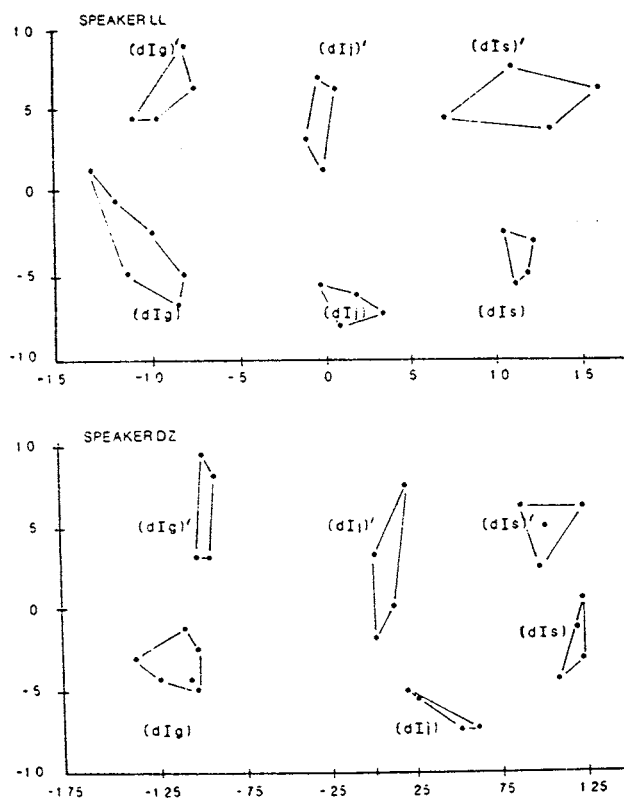 SPEAKER LL
10
(dIg)′ (dIj)′ (dIs)′
5
0
-5
(dIg) (dIj) (dIs)
-10
-15 -10 -5 0 5 10 15
SPEAKER DZ
10
(dIg)′ (dIj)′ (dIs)′
5
0
(dIs)
-5
(dIg) (dIj)
-10
-175 -125 -75 -25 25 75 125